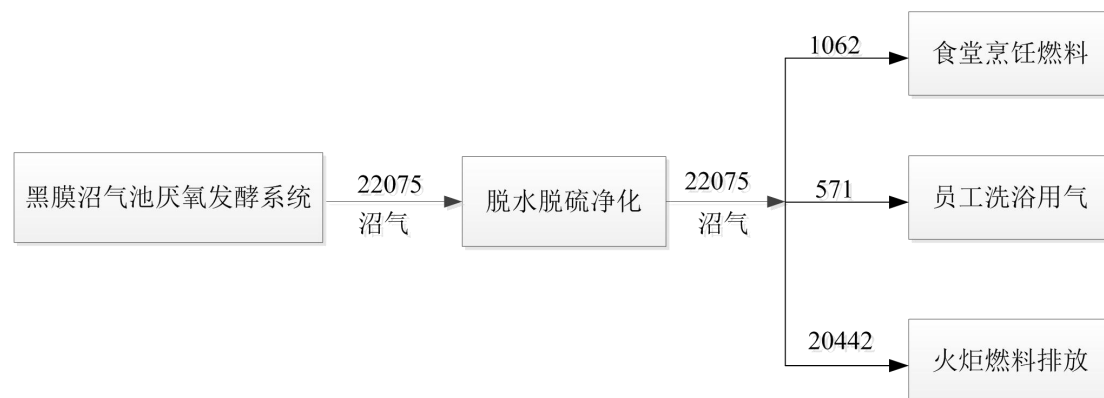 1062
食堂烹饪燃料
黑膜沼气池厌氧发酵系统
22075
沼气
脱水脱硫净化
22075
沼气
571
员工洗浴用气
20442
火炬燃料排放